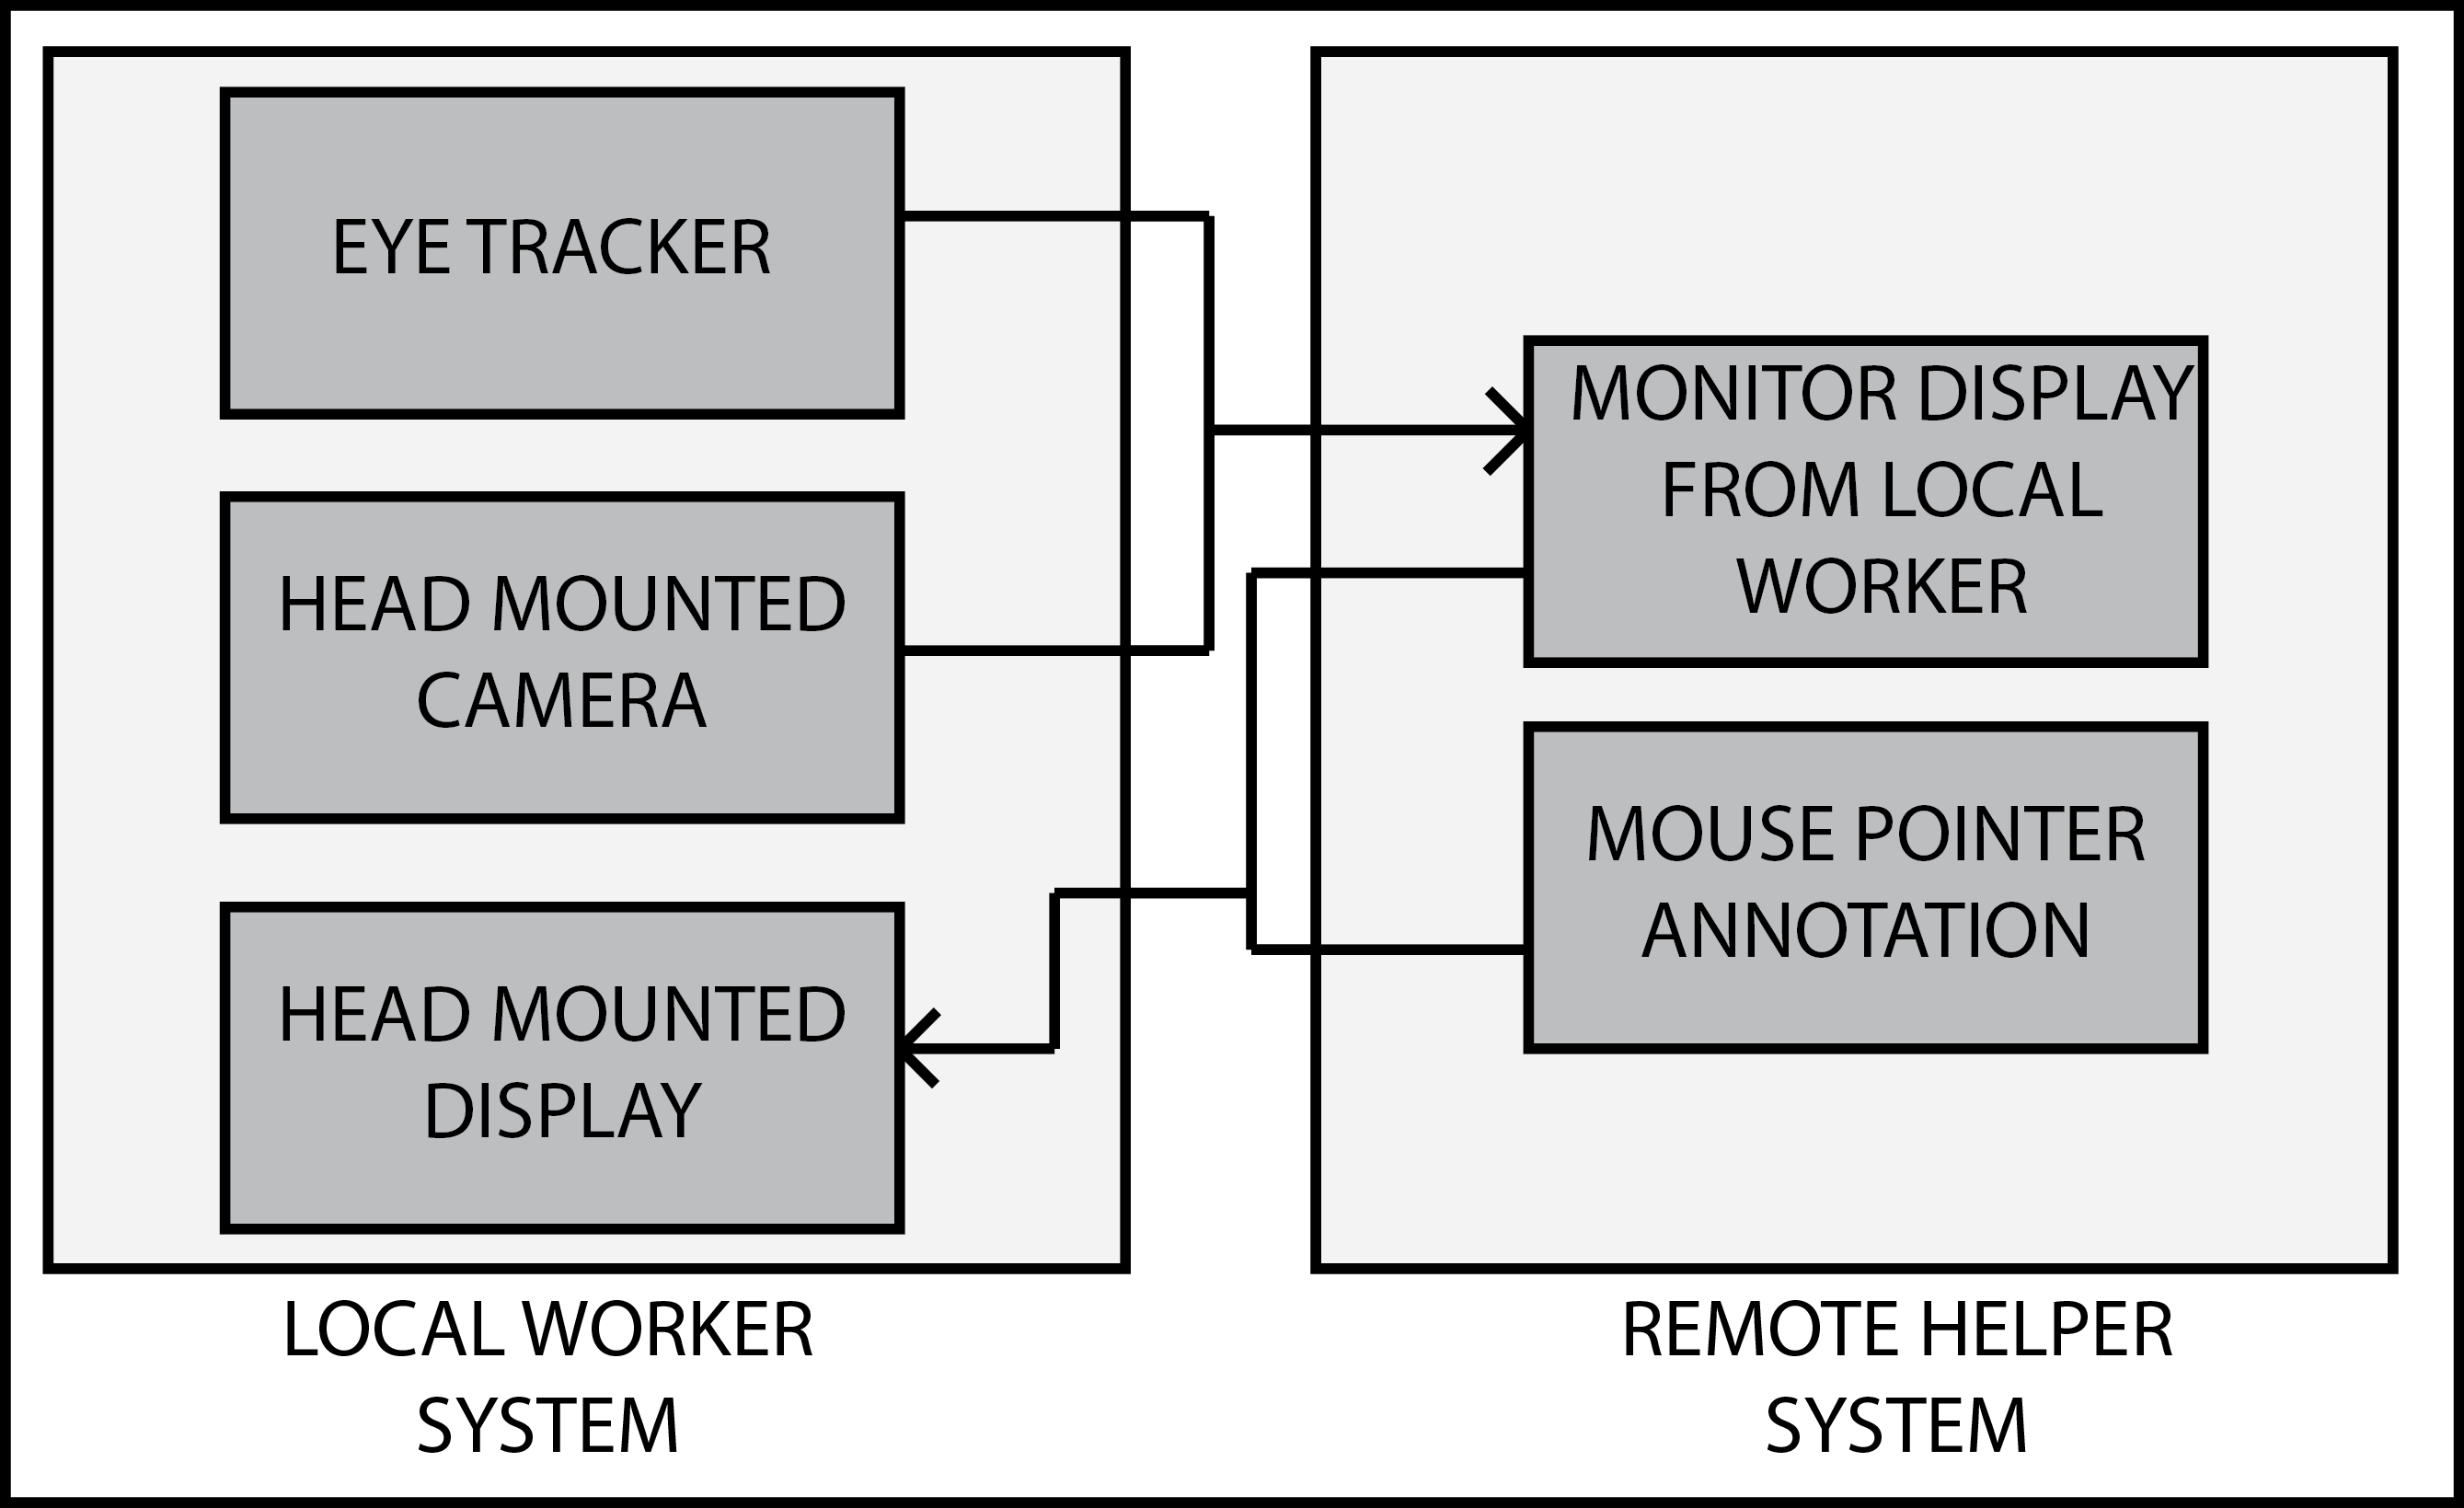 EYE TRACKER
HEAD MOUNTED
CAMERA
HEAD MOUNTED
DISPLAY
LOCAL WORKER
SYSTEM
MONITOR DISPLAY
FROM LOCAL
WORKER
MOUSE POINTER
ANNOTATION
REMOTE HELPER
SYSTEM